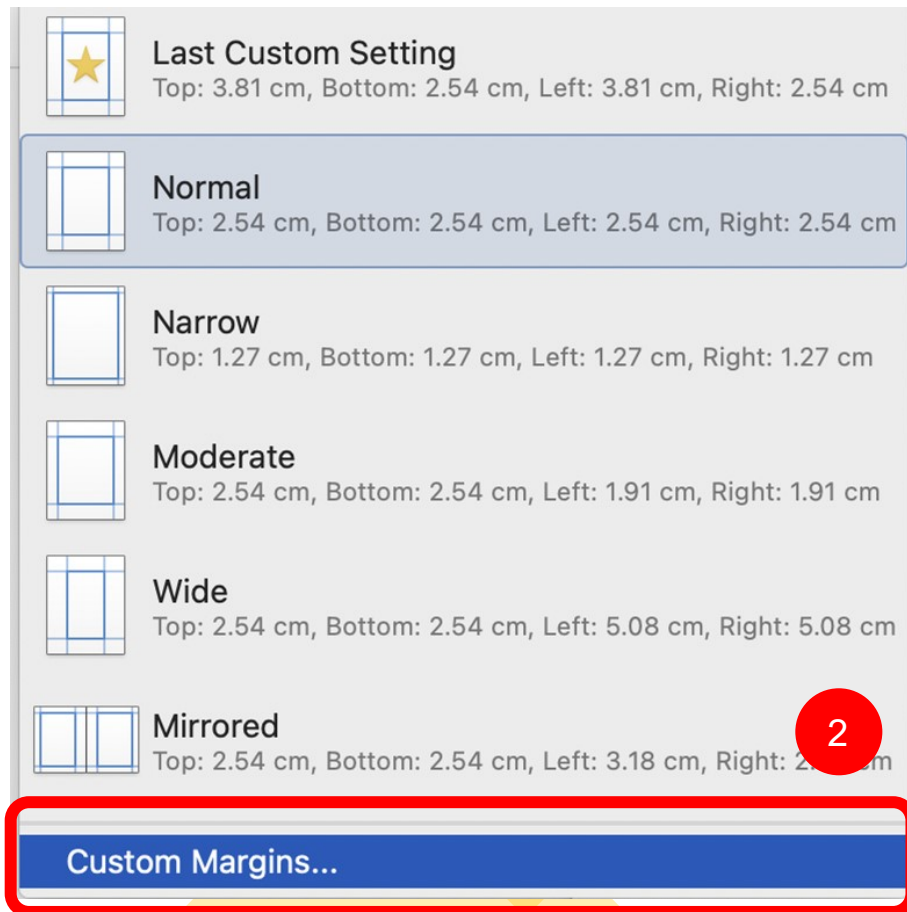 Last Custom Setting
Top: 3.81 cm, Bottom: 2.54 cm, Left: 3.81 cm, Right: 2.54 cm
Normal
Top: 2.54 cm, Bottom: 2.54 cm, Left: 2.54 cm, Right: 2.54 cm
Narrow
Top: 1.27 cm, Bottom: 1.27 cm, Left: 1.27 cm, Right: 1.27 cm
Moderate
Top: 2.54 cm, Bottom: 2.54 cm, Left: 1.91 cm, Right: 1.91 cm
Wide
Top: 2.54 cm, Bottom: 2.54 cm, Left: 5.08 cm, Right: 5.08 cm
Mirrored
2
Top: 2.54 cm, Bottom: 2.54 cm, Left: 3.18 cm, Right:
Custom Margins...